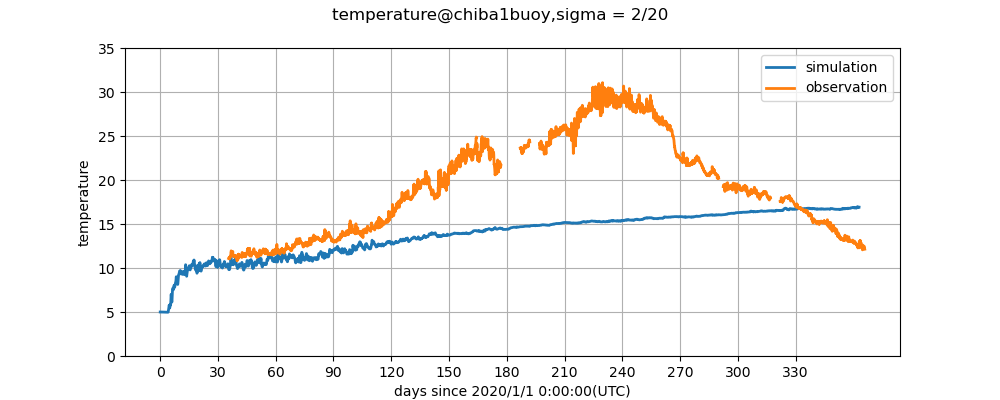 temperature@chiba1buoy,sigma = 2/20
35
30
25
20
15
10
5
0
temperature
simulation
observation
0 30 60 90 120 150 180 210 240 270 300 330
days since 2020/1/1 0:00:00(UTC)